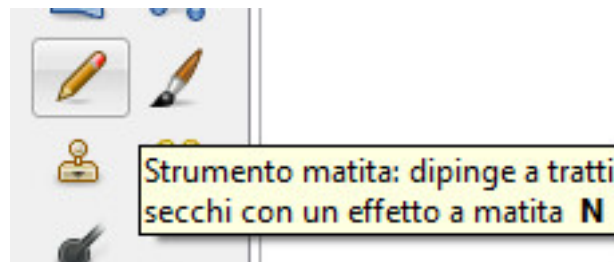 Strumento matita: dipinge a tratti
secchi con un effetto a matita N